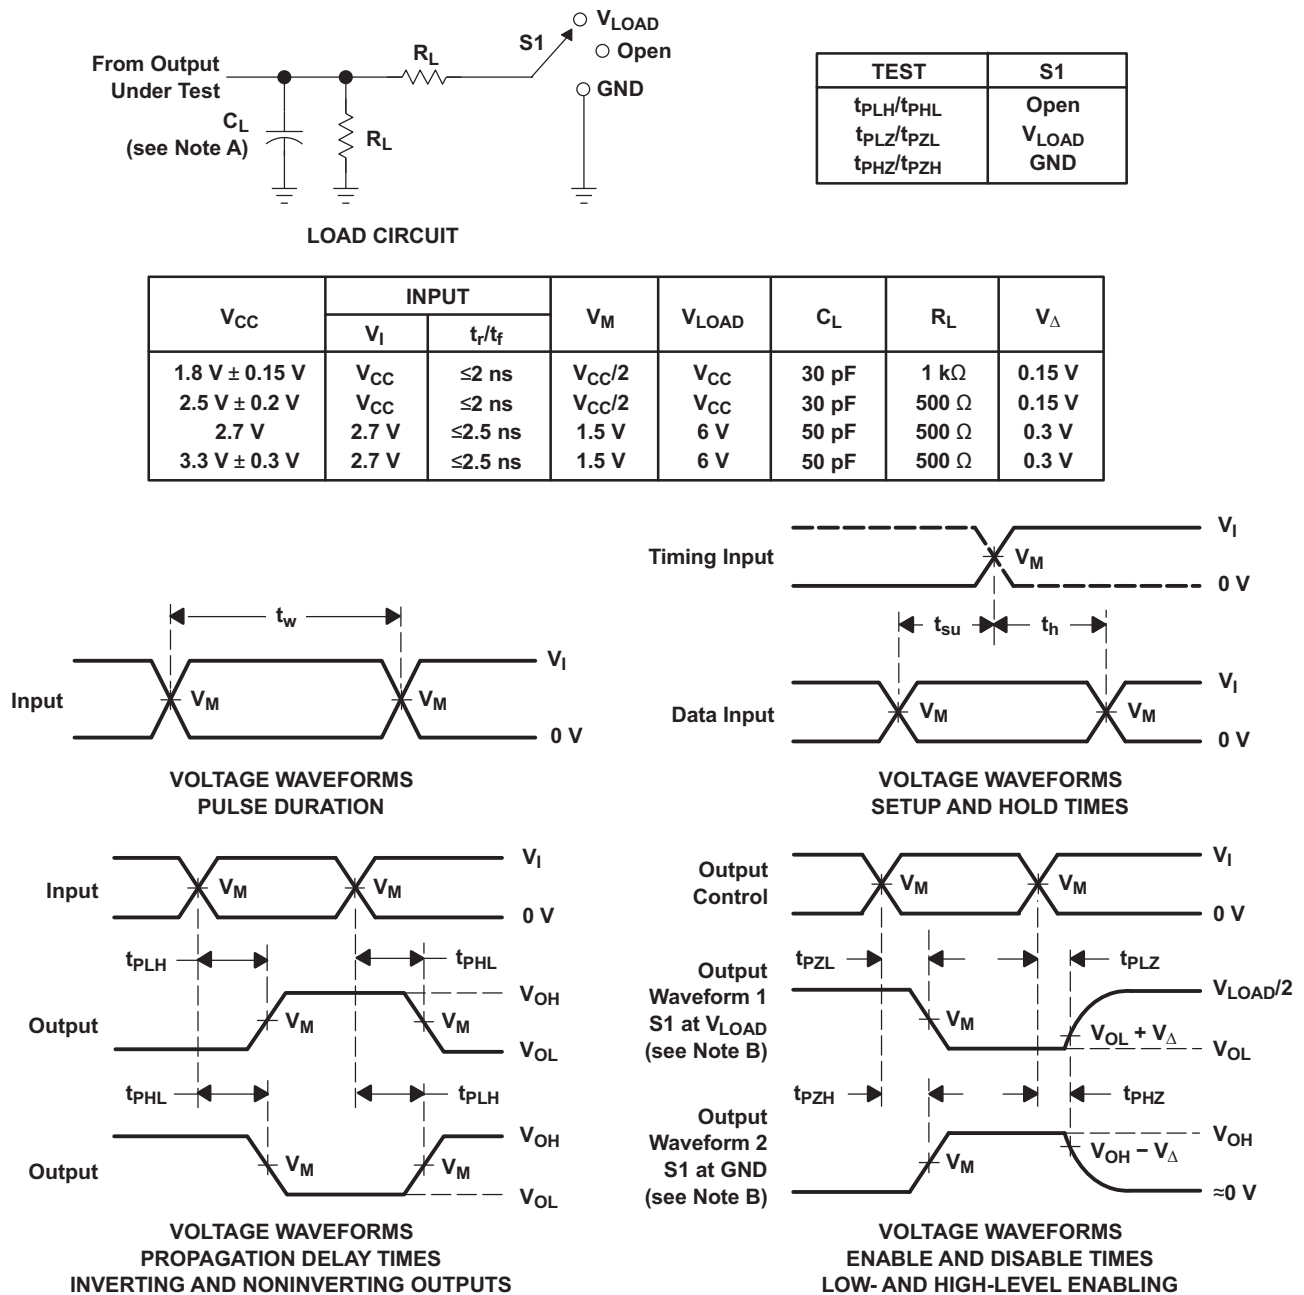 From Output
Under Test
C_L
(see Note A)
R_L
R_L
S1
V_LOAD
Open
GND
LOAD CIRCUIT
TEST S1
t_PLH/t_PHL Open
t_PLZ/t_PZL V_LOAD
t_PHZ/t_PZH GND
V_CC INPUT V_M V_LOAD C_L R_L V_Δ
V_I t_r/t_f
1.8 V ± 0.15 V V_CC ≤2 ns V_CC/2 V_CC 30 pF 1 kΩ 0.15 V
2.5 V ± 0.2 V V_CC ≤2 ns V_CC/2 V_CC 30 pF 500 Ω 0.15 V
2.7 V 2.7 V ≤2.5 ns 1.5 V 6 V 50 pF 500 Ω 0.3 V
3.3 V ± 0.3 V 2.7 V ≤2.5 ns 1.5 V 6 V 50 pF 500 Ω 0.3 V
t_w
Input V_M V_M V_I
0 V
VOLTAGE WAVEFORMS
PULSE DURATION
Timing Input V_M V_I
0 V
t_su t_h
Data Input V_M V_M V_I
0 V
VOLTAGE WAVEFORMS
SETUP AND HOLD TIMES
Input V_M V_M V_I
0 V
t_PLH t_PHL
Output V_M V_M V_OH
V_OL
t_PHL t_PLH
Output V_M V_M V_OH
V_OL
VOLTAGE WAVEFORMS
PROPAGATION DELAY TIMES
INVERTING AND NONINVERTING OUTPUTS
Output
Control
V_M V_M V_I
0 V
t_PZL t_PLZ
Output
Waveform 1
S1 at V_LOAD
(see Note B)
V_M V_OL + V_Δ V_LOAD/2
V_OL
t_PZH t_PHZ
Output
Waveform 2
S1 at GND
(see Note B)
V_M V_OH − V_Δ V_OH
≈0 V
VOLTAGE WAVEFORMS
ENABLE AND DISABLE TIMES
LOW- AND HIGH-LEVEL ENABLING